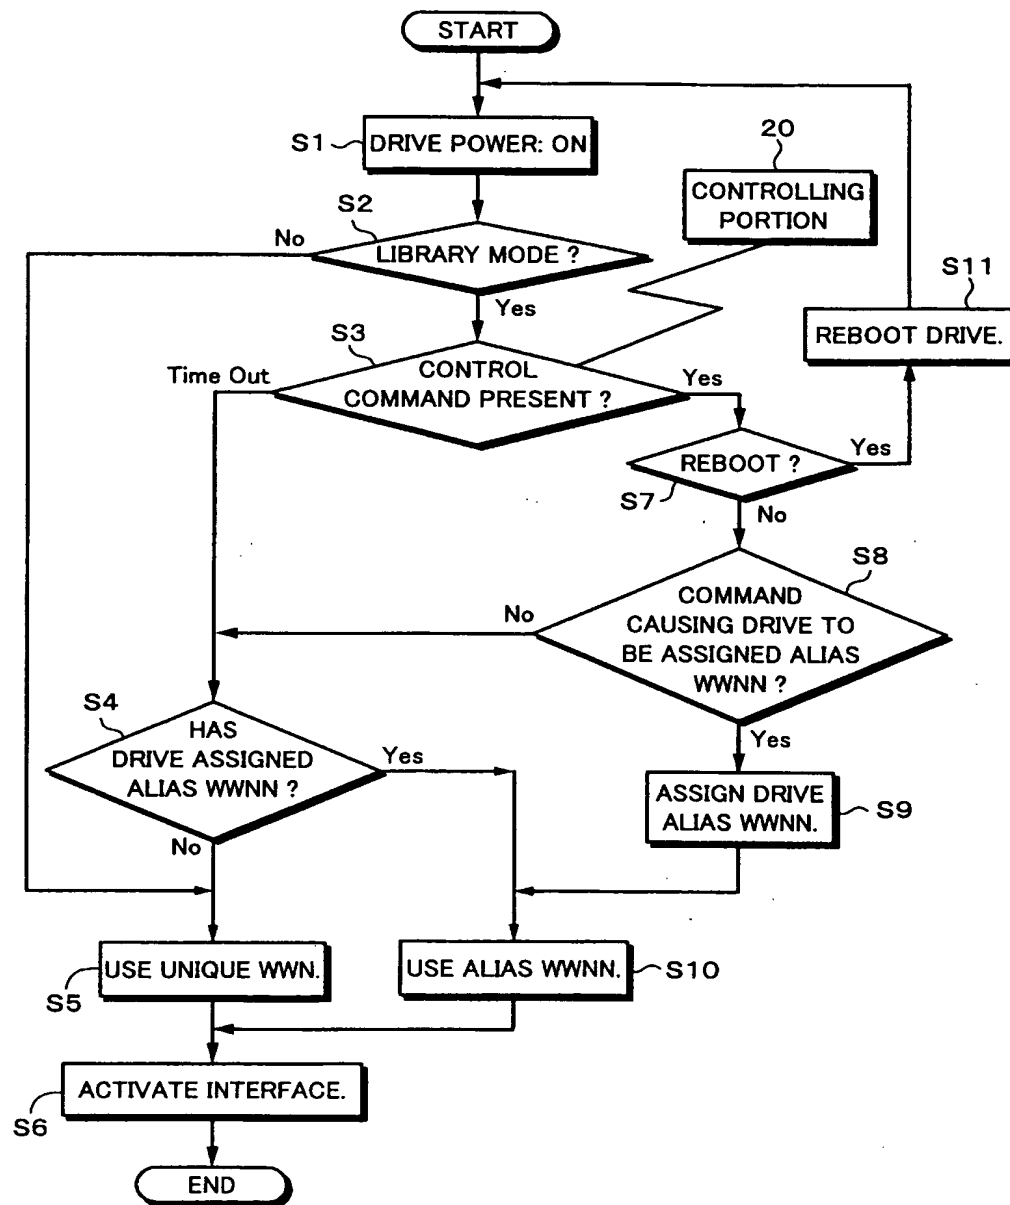 START
S1
DRIVE POWER: ON
20
CONTROLLING
PORTION
S2
No
LIBRARY MODE ?
Yes
S11
REBOOT DRIVE.
S3
Time Out
CONTROL
COMMAND PRESENT ?
Yes
REBOOT ?
Yes
S7
No
S8
COMMAND
CAUSING DRIVE TO
BE ASSIGNED ALIAS
WWNN ?
No
Yes
S4
HAS
DRIVE ASSIGNED
ALIAS WWNN ?
Yes
No
ASSIGN DRIVE
ALIAS WWNN.
S9
USE UNIQUE WWN.
S5
USE ALIAS WWNN.
S10
ACTIVATE INTERFACE.
S6
END